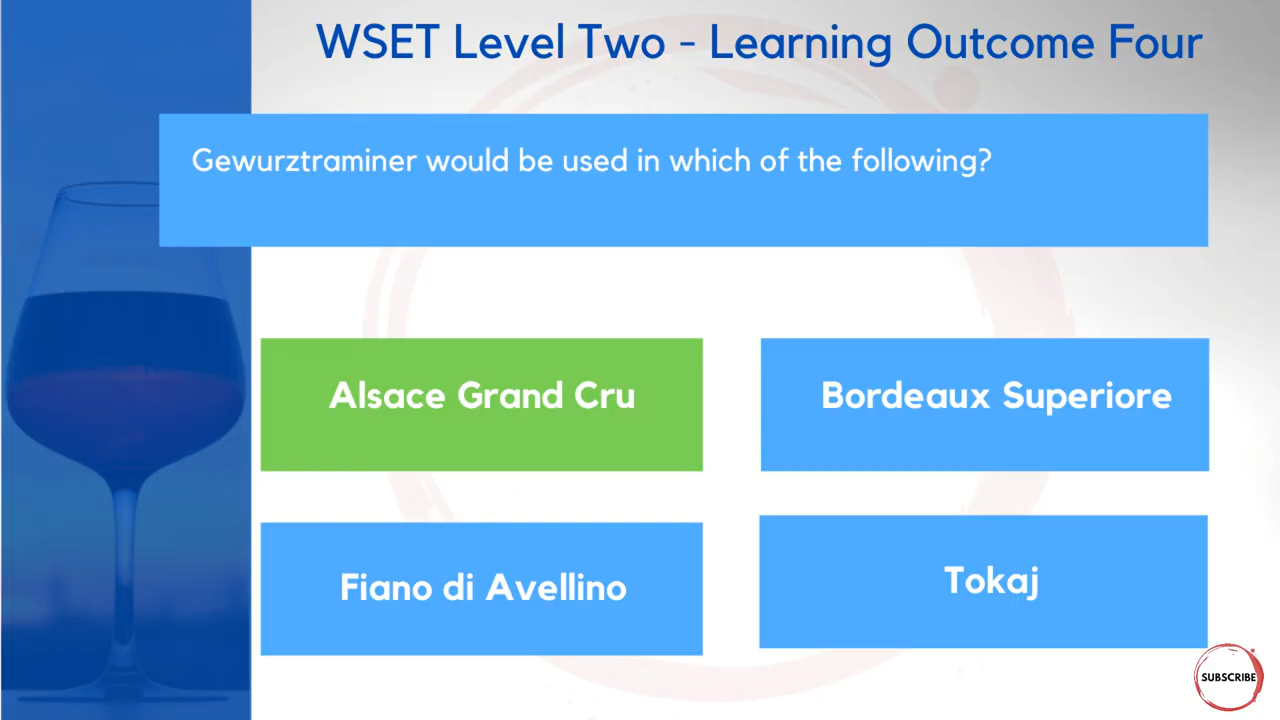 WSET Level Two - Learning Outcome Four
Gewurztraminer would be used in which of the following?
Alsace Grand Cru
Bordeaux Superiore
Fiano di Avellino
Tokaj
SUBSCRIBE